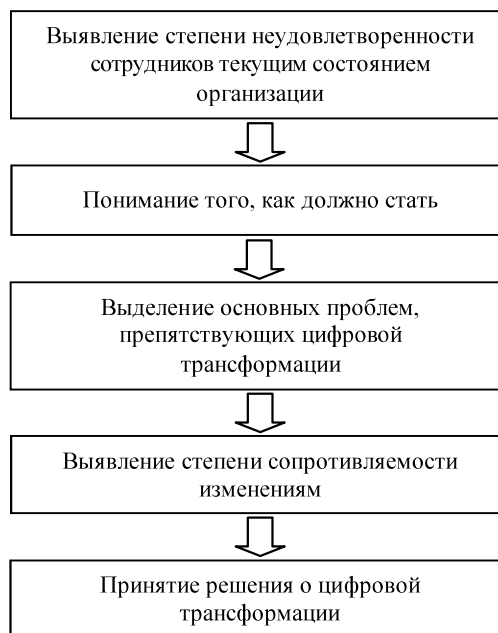 Выявление степени неудовлетворенности
сотрудников текущим состоянием
организации
Понимание того, как должно стать
Выделение основных проблем,
препятствующих цифровой
трансформации
Выявление степени сопротивляемости
изменениям
Принятие решения о цифровой
трансформации